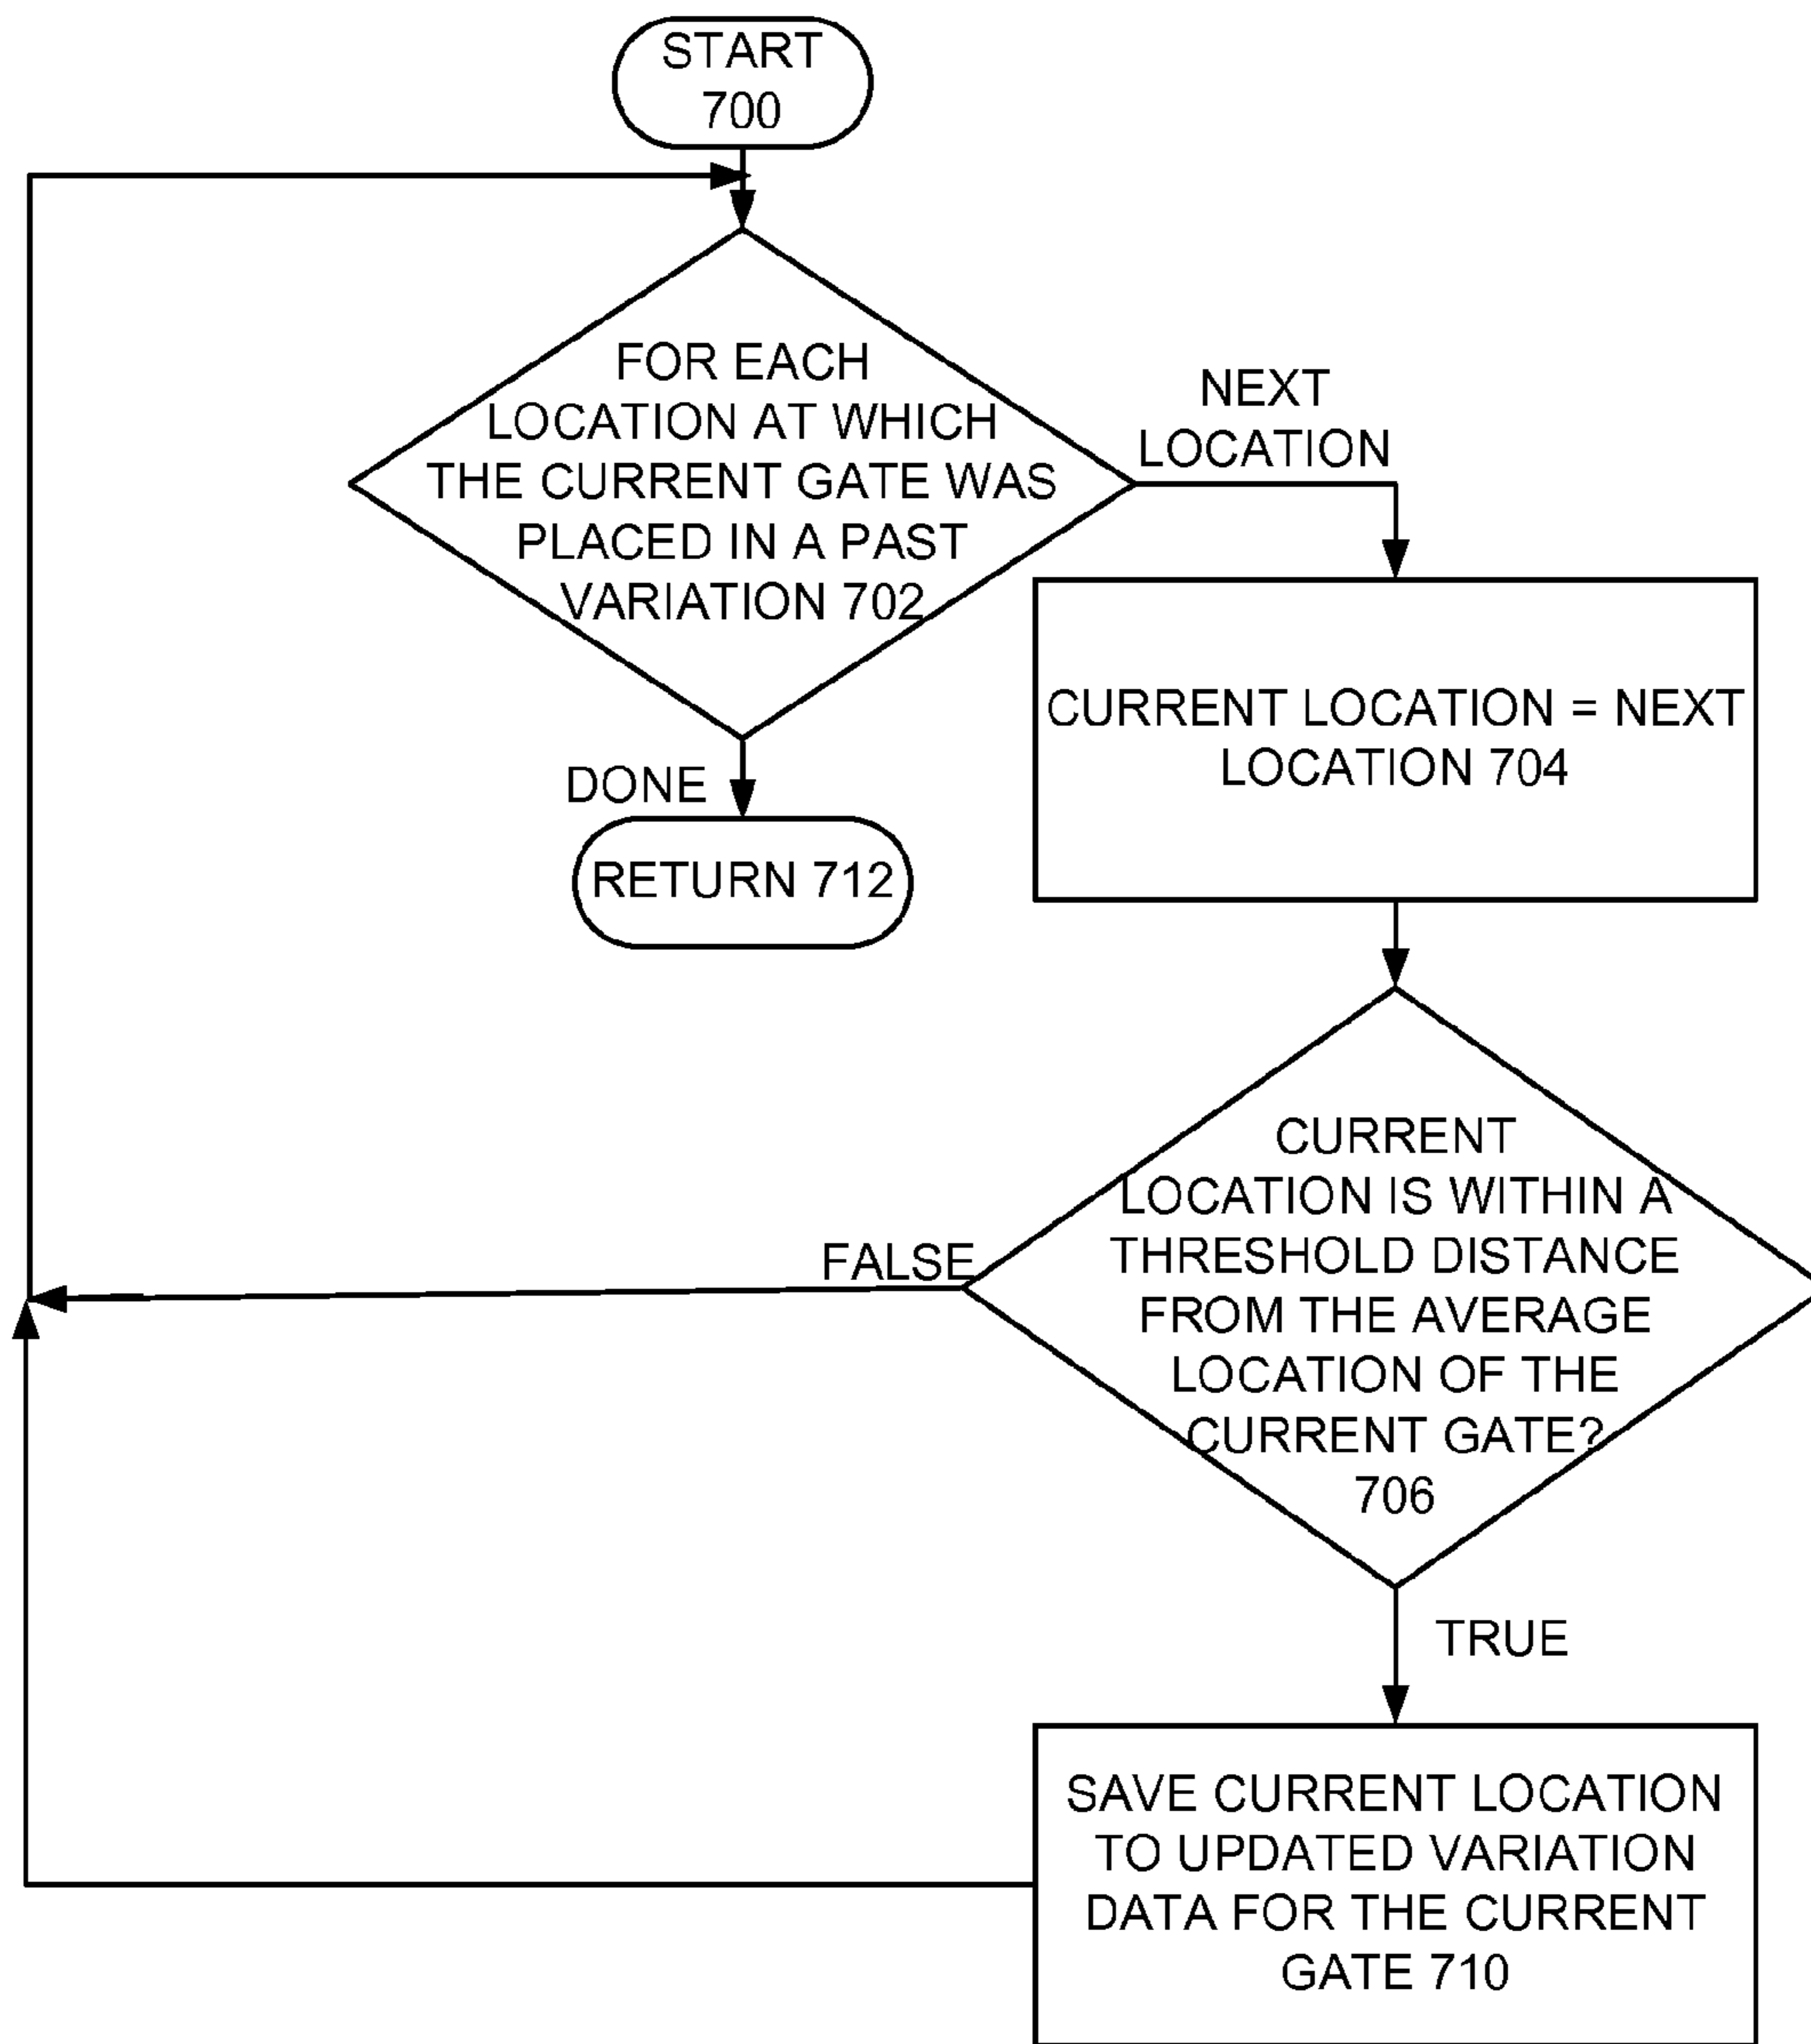 START
700
FOR EACH
LOCATION AT WHICH
THE CURRENT GATE WAS
PLACED IN A PAST
VARIATION 702
NEXT
LOCATION
CURRENT LOCATION = NEXT
LOCATION 704
DONE
RETURN 712
CURRENT
LOCATION IS WITHIN A
THRESHOLD DISTANCE
FROM THE AVERAGE
LOCATION OF THE
CURRENT GATE?
706
FALSE
TRUE
SAVE CURRENT LOCATION
TO UPDATED VARIATION
DATA FOR THE CURRENT
GATE 710